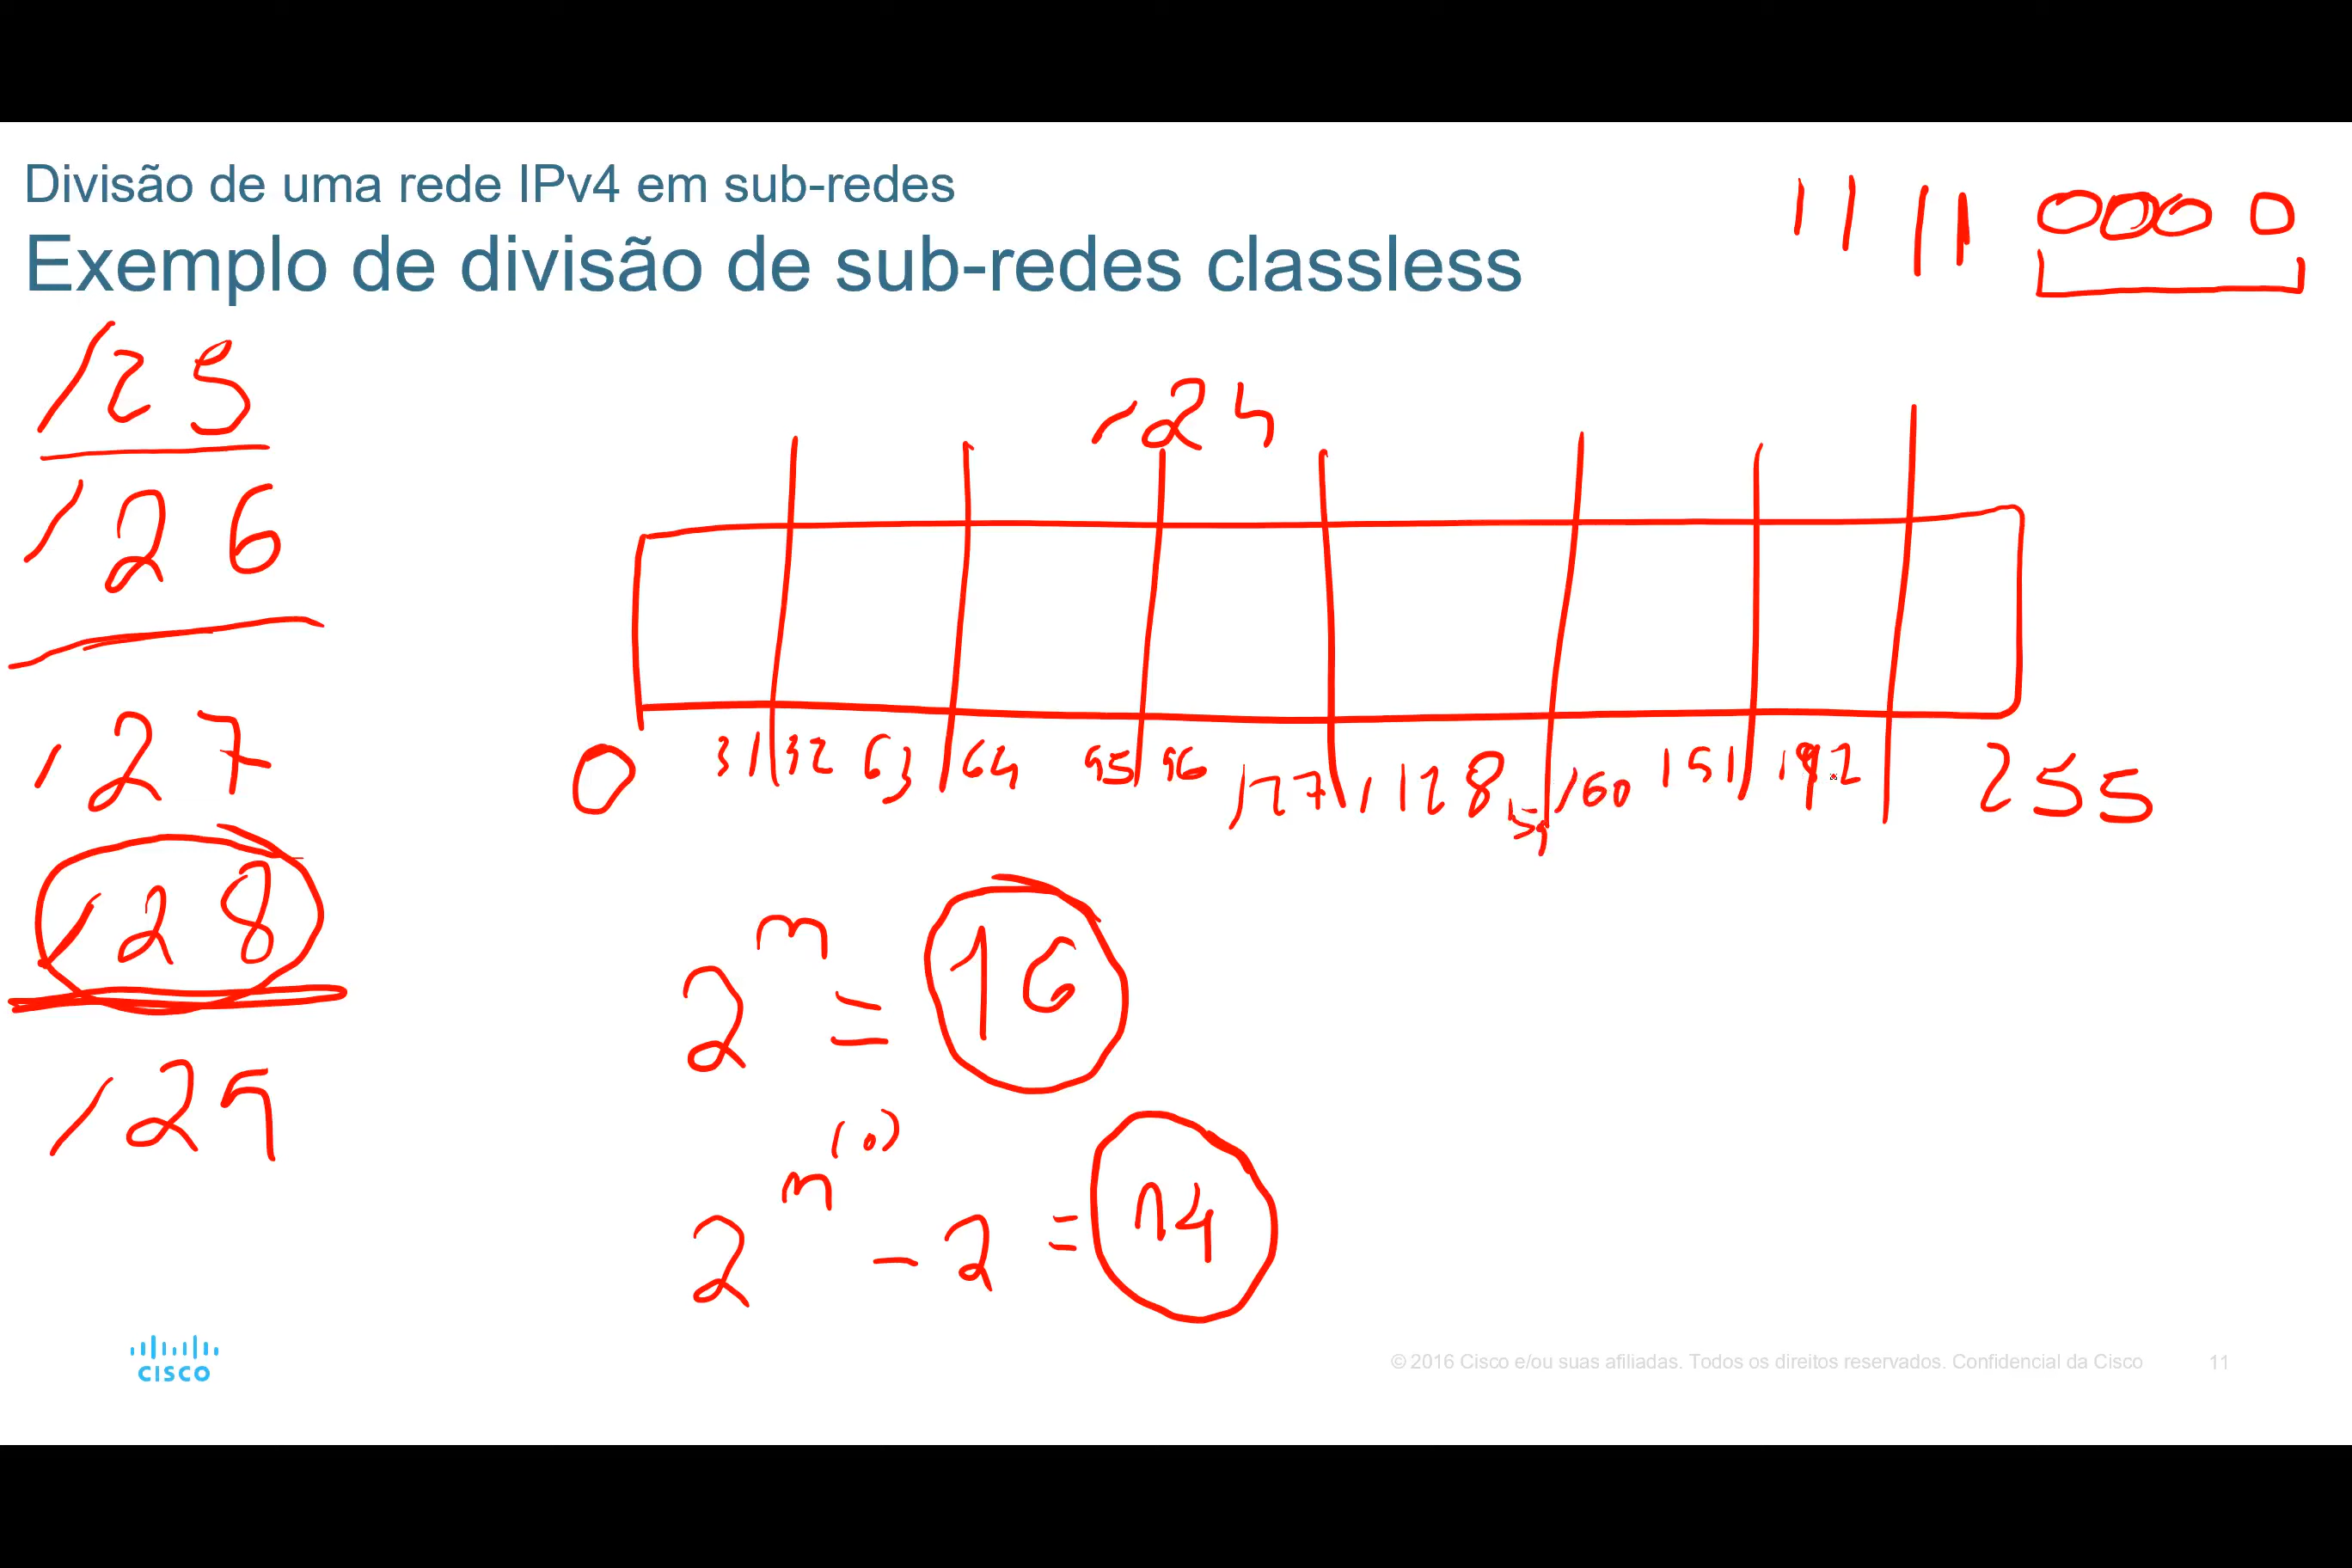 Divisão de uma rede IPv4 em sub-redes
Exemplo de divisão de sub-redes classless
1111 0000
/25
/24
/26
/27
0 31 32 63 64 95 96 127 128 159 160 191 192 255
/28
2^n = 16
/29
2^n(0) - 2 = 14
CISCO
© 2016 Cisco e/ou suas afiliadas. Todos os direitos reservados. Confidencial da Cisco 11